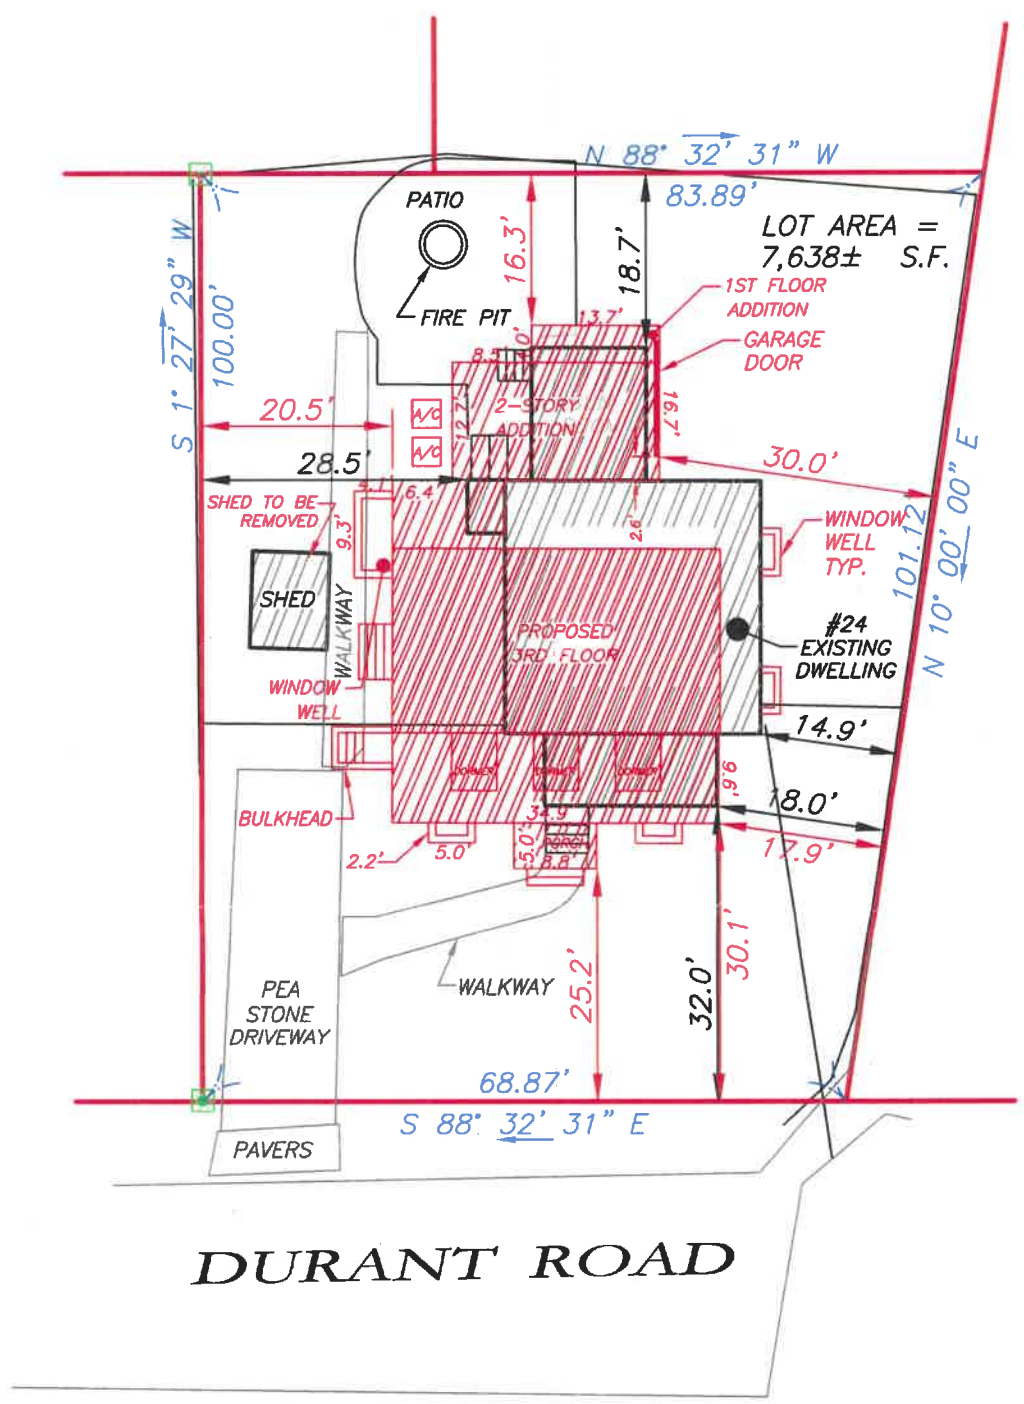 N 88° 32' 31" W
83.89'
LOT AREA =
7,638± S.F.
PATIO
FIRE PIT
16.3'
18.7'
1ST FLOOR
ADDITION
GARAGE
DOOR
S 1° 27' 29" W
100.00'
13.7'
8.5'
12.7'
16.7'
2-STORY
ADDITION
A/C
A/C
20.5'
28.5'
30.0'
6.4'
9.3'
2.6'
SHED TO BE
REMOVED
SHED
WALKWAY
WINDOW
WELL
TYP.
101.12
N 10° 00' 00" E
PROPOSED
3RD FLOOR
#24
EXISTING
DWELLING
WINDOW
WELL
14.9'
18.0'
17.9'
9.6'
DORMER
DORMER
DORMER
BULKHEAD
34.9
2.2'
5.0'
5.0'
PORCH
8.8'
WALKWAY
25.2'
32.0'
30.1'
PEA
STONE
DRIVEWAY
68.87'
S 88° 32' 31" E
PAVERS
DURANT ROAD